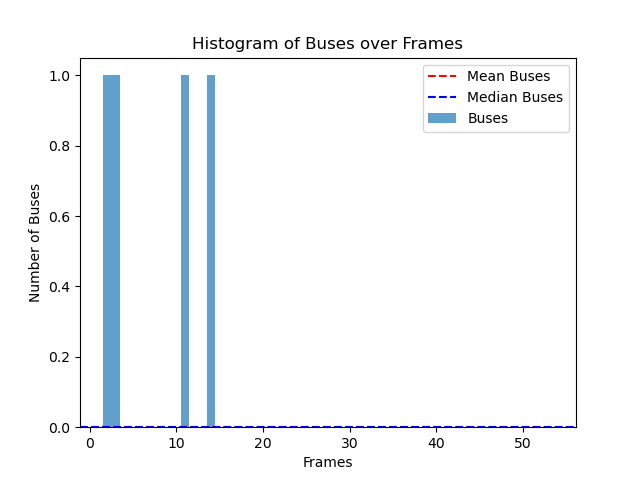 Histogram of Buses over Frames
Mean Buses
Median Buses
Buses
1.0
0.8
0.6
0.4
0.2
0.0
Number of Buses
0 10 20 30 40 50
Frames